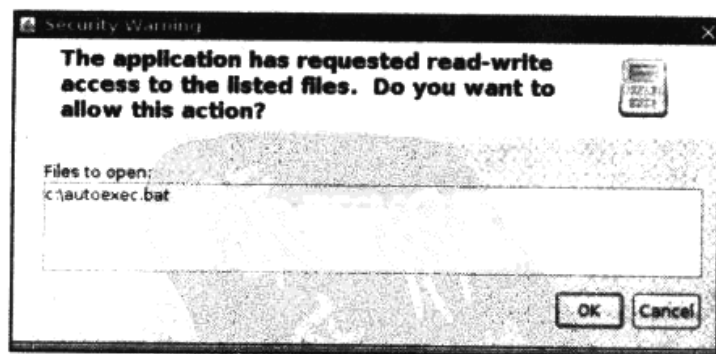 Security Warning
The application has requested read-write
access to the listed files.  Do you want to
allow this action?
Files to open:
c:\autoexec.bat
OK Cancel